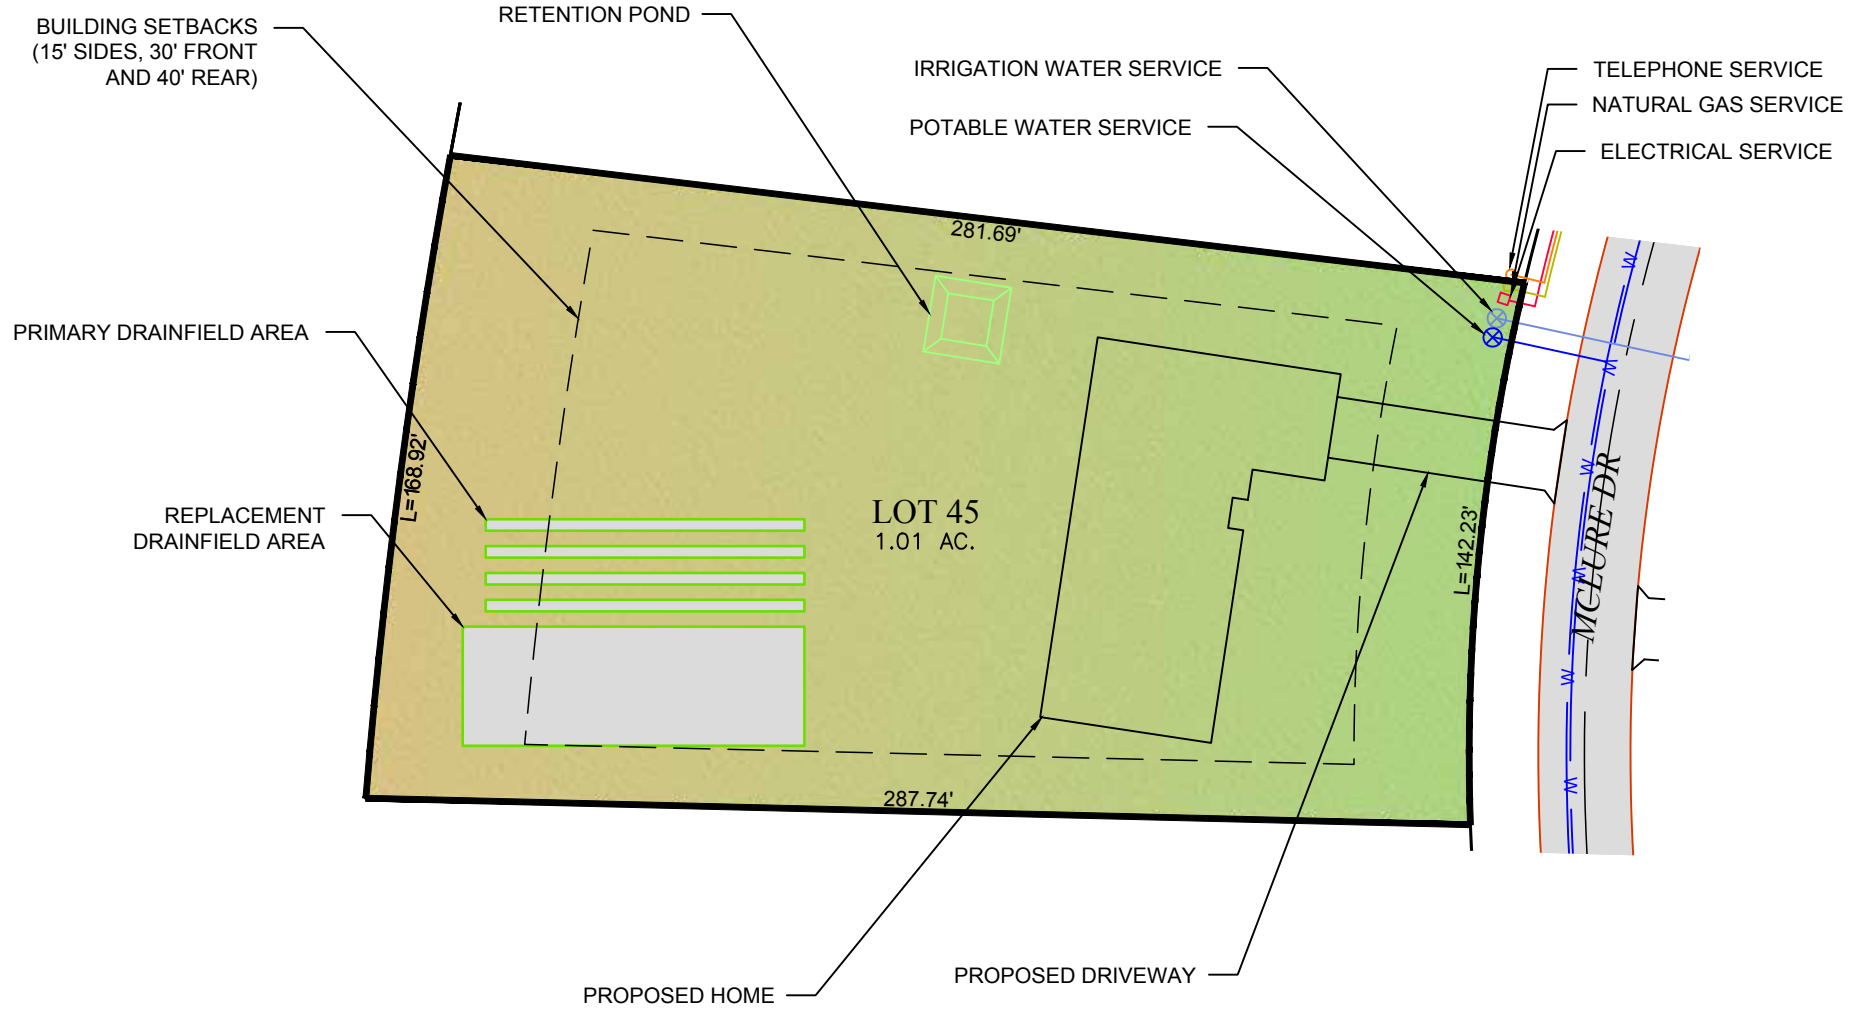 BUILDING SETBACKS
(15' SIDES, 30' FRONT
AND 40' REAR)
RETENTION POND
IRRIGATION WATER SERVICE
POTABLE WATER SERVICE
TELEPHONE SERVICE
NATURAL GAS SERVICE
ELECTRICAL SERVICE
281.69'
PRIMARY DRAINFIELD AREA
L=168.92'
REPLACEMENT
DRAINFIELD AREA
LOT 45
1.01 AC.
L=142.23'
MCLURE DR
W
W
W
W
W
W
287.74'
PROPOSED HOME
PROPOSED DRIVEWAY